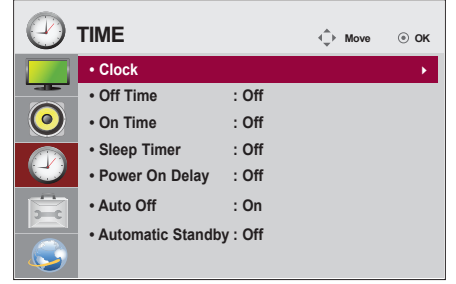 TIME Move OK
• Clock
• Off Time : Off
• On Time : Off
• Sleep Timer : Off
• Power On Delay : Off
• Auto Off : On
• Automatic Standby : Off